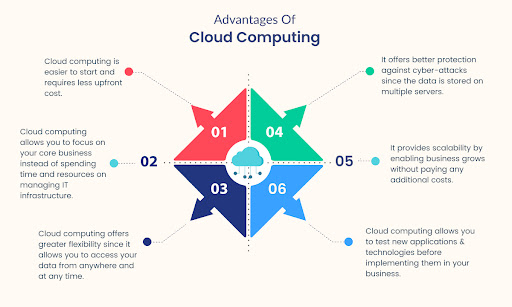 Advantages Of
Cloud Computing
Cloud computing is
easier to start and
requires less upfront
cost.
01
Cloud computing
allows you to focus on
your core business
instead of spending
time and resources on
managing IT
infrastructure.
02
Cloud computing offers
greater flexibility since it
allows you to access your
data from anywhere and
at any time.
03
It offers better protection
against cyber-attacks
since the data is stored on
multiple servers.
04
It provides scalability by
enabling business grows
without paying any
additional costs.
05
Cloud computing allows you
to test new applications &
technologies before
implementing them in your
business.
06